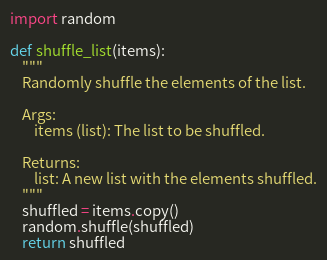 import random

def shuffle_list(items):
    """
    Randomly shuffle the elements of the list.

    Args:
        items (list): The list to be shuffled.

    Returns:
        list: A new list with the elements shuffled.
    """
    shuffled = items.copy()
    random.shuffle(shuffled)
    return shuffled